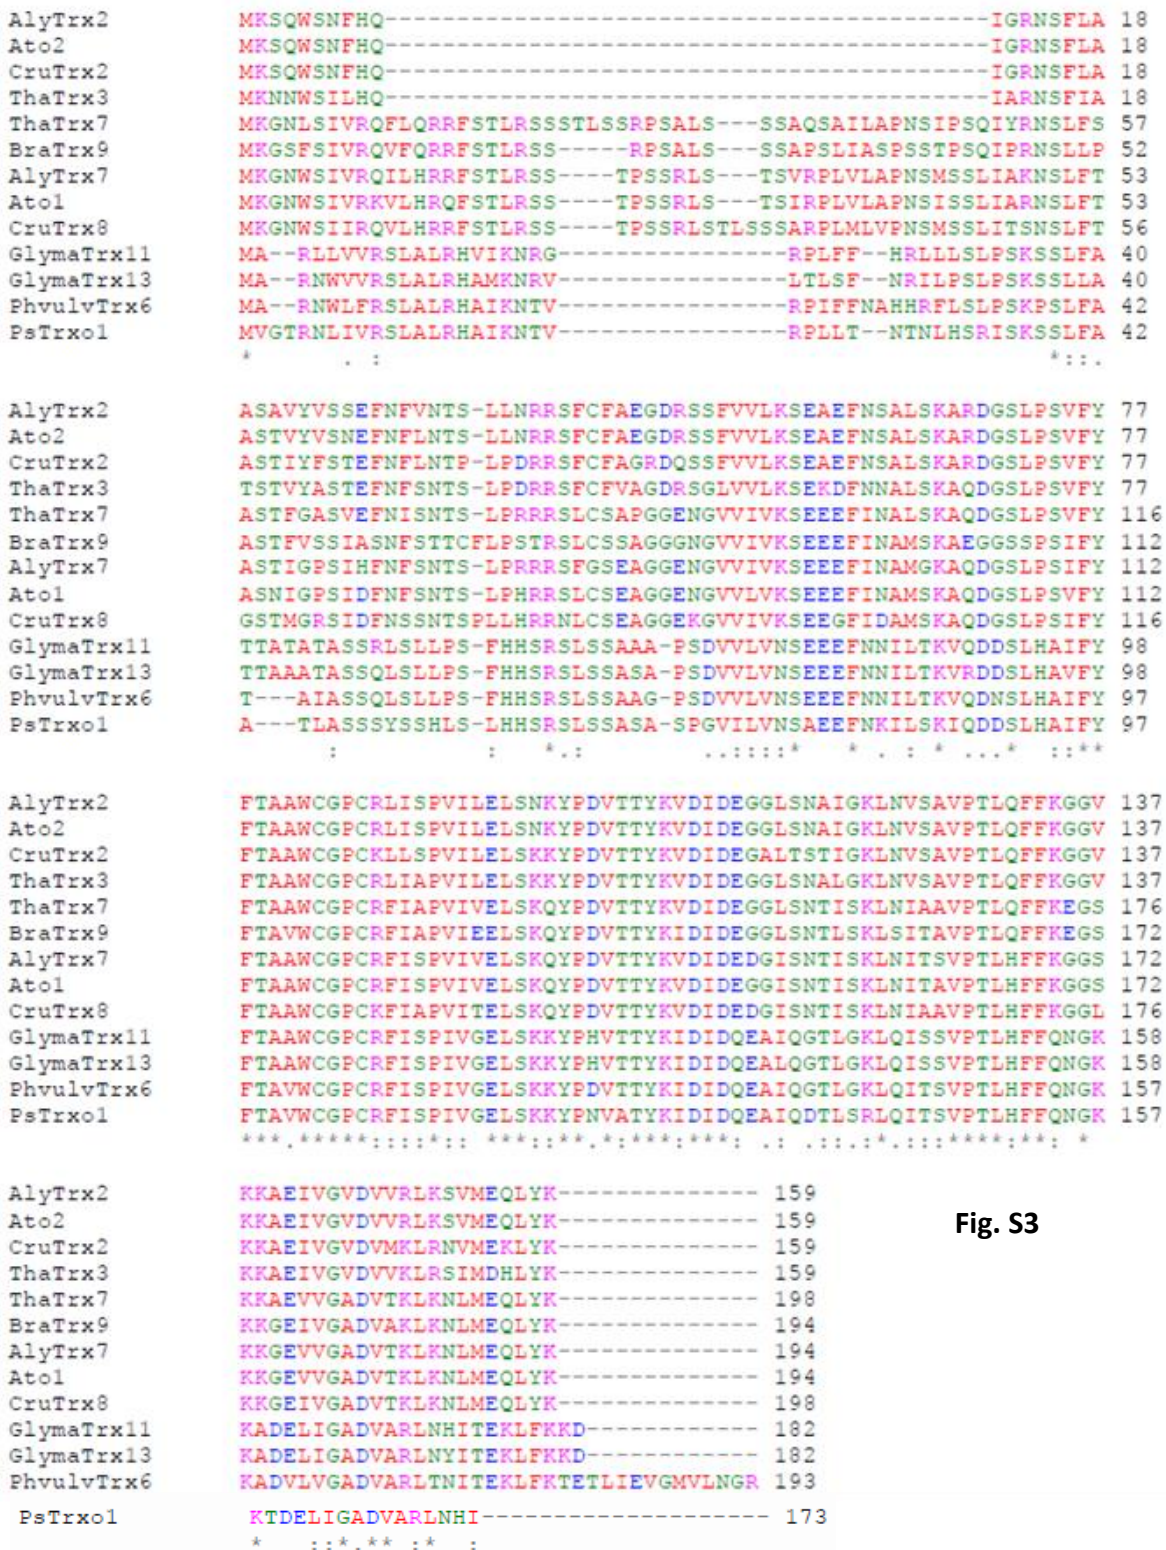 AlyTrx2 MKSQWSNFHQ------------------------------------------IGRNSFLA 18
Ato2 MKSQWSNFHQ------------------------------------------IGRNSFLA 18
CruTrx2 MKSQWSNFHQ------------------------------------------IGRNSFLA 18
ThaTrx3 MKNNWSILHQ------------------------------------------IARNSFIA 18
ThaTrx7 MKGNLSIVRQFLQRRFSTLRSSSTLSSRPSALS---SSAQSAILAPNSIPSQIYRNSLFS 57
BraTrx9 MKGSFSIVRQVFQRRFSTLRSS-----RPSALS---SSAPSLIASPSSTPSQIPRNSLLP 52
AlyTrx7 MKGNWSIVRQILHRRFSTLRSS----TPSSRLS---TSVRPLVLAPNSMSSLIAKNSLFT 53
Ato1 MKGNWSIVRKVLHRQFSTLRSS----TPSSRLS---TSIRPLVLAPNSISSLIARNSLFT 53
CruTrx8 MKGNWSIIRQVLHRRFSTLRSS----TPSSRLSTLSSSARPLMLVPNSMSSLITSNSLFT 56
GlymaTrx11 MA--RLLVVRSLALRHVIKNRG----------------RPLFF--HRLLLSLPSKSSLLA 40
GlymaTrx13 MA--RNWVVRSLALRHAMKNRV----------------LTLSF--NRILPSLPSKSSLLA 40
PhvulvTrx6 MA--RNWLFRSLALRHAIKNTV----------------RPIFFNAHHRFLSLPSKPSLFA 42
PsTrxo1 MVGTRNLIVRSLALRHAIKNTV----------------RPLLT--NTNLHSRISKSSLFA 42
* . : *::.
AlyTrx2 ASAVYVSSEFNFVNTS-LLNRRSFCFAEGDRSSFVVLKSEAEFNSALSKARDGSLPSVFY 77
Ato2 ASTVYVSNEFNFLNTS-LLNRRSFCFAEGDRSSFVVLKSEAEFNSALSKARDGSLPSVFY 77
CruTrx2 ASTIYFSTEFNFLNTP-LPDRRSFCFAGRDQSSFVVLKSEAEFNSALSKARDGSLPSVFY 77
ThaTrx3 TSTVYASTEFNFSNTS-LPDRRSFCFVAGDRSGLVVLKSEKDFNNALSKAQDGSLPSVFY 77
ThaTrx7 ASTFGASVEFNISNTS-LPRRRSLCSAPGGENGVVIVKSEEEFINALSKAQDGSLPSVFY 116
BraTrx9 ASTFVSSIASNFSTTCFLPSTRSLCSSAGGGNGVVIVKSEEEFINAMSKAEGGSSPSIFY 112
AlyTrx7 ASTIGPSIHFNFSNTS-LPRRRSFGSEAGGENGVVIVKSEEEFINAMGKAQDGSLPSIFY 112
Ato1 ASNIGPSIDFNFSNTS-LPHRRSLCSEAGGENGVVLVKSEEEFINAMSKAQDGSLPSVFY 112
CruTrx8 GSTMGRSIDFNSSNTSPLLHRRNLCSEAGGEKGVVIVKSEEGFIDAMSKAQDGSLPSIFY 116
GlymaTrx11 TTATATASSRLSLLPS-FHHSRSLSSAAA-PSDVVLVNSEEEFNNILTKVQDDSLHAIFY 98
GlymaTrx13 TTAAATASSQLSLLPS-FHHSRSLSSASA-PSDVVLVNSEEEFNNILTKVRDDSLHAVFY 98
PhvulvTrx6 T---AIASSQLSLLPS-FHHSRSLSSAAG-PSDVVLVNSEEEFNNILTKVQDNSLHAIFY 97
PsTrxo1 A---TLASSSYSSHLS-LHHSRSLSSASA-SPGVILVNSAEEFNKILSKIQDDSLHAIFY 97
: : *.: ..::::* * . : * ...* ::**
AlyTrx2 FTAAWCGPCRLISPVILELSNKYPDVTTYKVDIDEGGLSNAIGKLNVSAVPTLQFFKGGV 137
Ato2 FTAAWCGPCRLISPVILELSNKYPDVTTYKVDIDEGGLSNAIGKLNVSAVPTLQFFKGGV 137
CruTrx2 FTAAWCGPCKLLSPVILELSKKYPDVTTYKVDIDEGALTSTIGKLNVSAVPTLQFFKGGV 137
ThaTrx3 FTAAWCGPCRLIAPVILELSKKYPDVTTYKVDIDEGGLSNALGKLNVSAVPTLQFFKGGV 137
ThaTrx7 FTAAWCGPCRFIAPVIVELSKQYPDVTTYKVDIDEGGLSNTISKLNIAAVPTLQFFKEGS 176
BraTrx9 FTAVWCGPCRFIAPVIEELSKQYPDVTTYKIDIDEGGLSNTLSKLSITAVPTLQFFKEGS 172
AlyTrx7 FTAAWCGPCRFISPVIVELSKQYPDVTTYKVDIDEDGISNTISKLNITSVPTLHFFKGGS 172
Ato1 FTAAWCGPCRFISPVIVELSKQYPDVTTYKVDIDEGGISNTISKLNITAVPTLHFFKGGS 172
CruTrx8 FTAAWCGPCKFIAPVITELSKQYPDVTTYKVDIDEDGISNTISKLNIAAVPTLHFFKGGL 176
GlymaTrx11 FTAAWCGPCRFISPIVGELSKKYPHVTTYKIDIDQEAIQGTLGKLQISSVPTLHFFQNGK 158
GlymaTrx13 FTAAWCGPCRFISPIVGELSKKYPHVTTYKIDIDQEALQGTLGKLQISSVPTLHFFQNGK 158
PhvulvTrx6 FTAVWCGPCRFISPIVGELSKKYPDVTTYKIDIDQEAIQGTLGKLQITSVPTLHFFQNGK 157
PsTrxo1 FTAVWCGPCRFISPIVGELSKKYPNVATYKIDIDQEAIQDTLSRLQITSVPTLHFFQNGK 157
***.*****::::*:: ***::**.*:***:***: .: .::.:*.:::****:**: *
AlyTrx2 KKAEIVGVDVVRLKSVMEQLYK-------------- 159
Ato2 KKAEIVGVDVVRLKSVMEQLYK-------------- 159
CruTrx2 KKAEIVGVDVMKLRNVMEKLYK-------------- 159
ThaTrx3 KKAEIVGVDVVKLRSIMDHLYK-------------- 159
ThaTrx7 KKAEVVGADVTKLKNLMEQLYK-------------- 198
BraTrx9 KKGEIVGADVAKLKNLMEQLYK-------------- 194
AlyTrx7 KKGEVVGADVTKLKNLMEQLYK-------------- 194
Ato1 KKGEVVGADVTKLKNLMEQLYK-------------- 194
CruTrx8 KKGEIVGADVTKLKNLMEQLYK-------------- 198
GlymaTrx11 KADELIGADVARLNHITEKLFKKD------------ 182
GlymaTrx13 KADELIGADVARLNYITEKLFKKD------------ 182
PhvulvTrx6 KADVLVGADVARLTNITEKLFKTETLIEVGMVLNGR 193
PsTrxo1 KTDELIGADVARLNHI-------------------- 173
* ::*.** :* :
Fig. S3